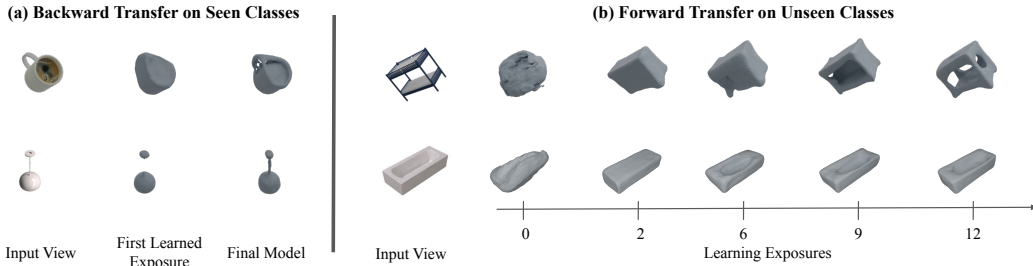 (a) Backward Transfer on Seen Classes
(b) Forward Transfer on Unseen Classes
0
2
6
9
12
Input View
First Learned
Exposure
Final Model
Input View
Learning Exposures